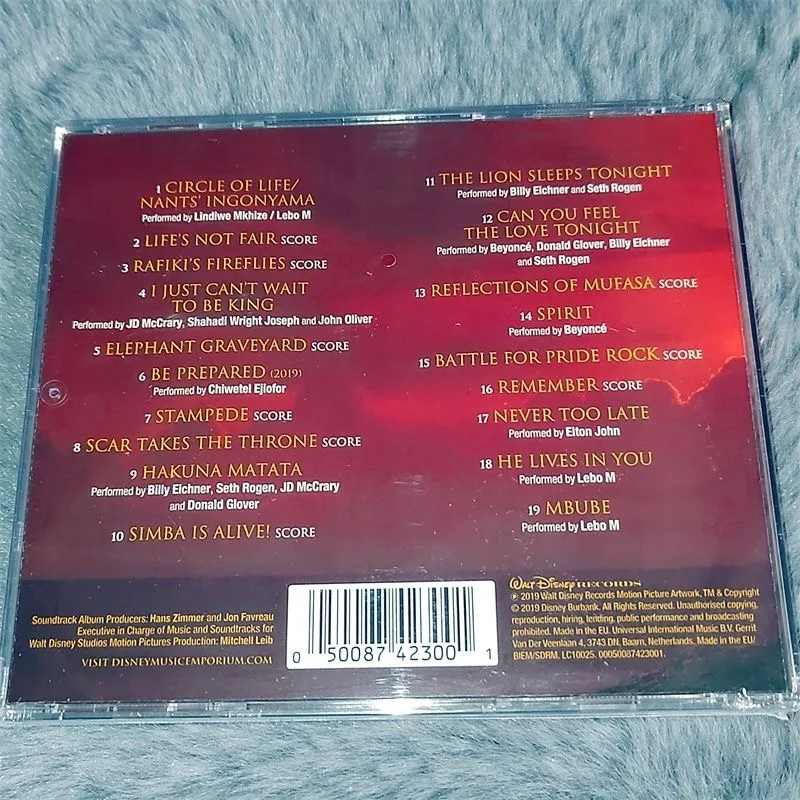 1 CIRCLE OF LIFE/
NANTS' INGONYAMA
Performed by Lindiwe Mkhize / Lebo M
2 LIFE'S NOT FAIR SCORE
3 RAFIKI'S FIREFLIES SCORE
4 I JUST CAN'T WAIT
TO BE KING
Performed by JD McCrary, Shahadi Wright Joseph and John Oliver
5 ELEPHANT GRAVEYARD SCORE
6 BE PREPARED (2019)
Performed by Chiwetel Ejiofor
7 STAMPEDE SCORE
8 SCAR TAKES THE THRONE SCORE
9 HAKUNA MATATA
Performed by Billy Eichner, Seth Rogen, JD McCrary
and Donald Glover
10 SIMBA IS ALIVE! SCORE
11 THE LION SLEEPS TONIGHT
Performed by Billy Eichner and Seth Rogen
12 CAN YOU FEEL
THE LOVE TONIGHT
Performed by Beyoncé, Donald Glover, Billy Eichner
and Seth Rogen
13 REFLECTIONS OF MUFASA SCORE
14 SPIRIT
Performed by Beyoncé
15 BATTLE FOR PRIDE ROCK SCORE
16 REMEMBER SCORE
17 NEVER TOO LATE
Performed by Elton John
18 HE LIVES IN YOU
Performed by Lebo M
19 MBUBE
Performed by Lebo M
Soundtrack Album Producers: Hans Zimmer and Jon Favreau
Executive in Charge of Music and Soundtracks for
Walt Disney Studios Motion Pictures Production: Mitchell Leib
VISIT DISNEYMUSICEMPORIUM.COM
0 50087 42300 1
Walt Disney RECORDS
℗ 2019 Walt Disney Records Motion Picture Artwork, TM & Copyright
© 2019 Disney Burbank. All Rights Reserved. Unauthorised copying,
reproduction, hiring, lending, public performance and broadcasting
prohibited. Made in the EU. Universal International Music B.V. Gerrit
Van Der Veenlaan 4, 3743 DN, Baarn, Netherlands. Made in the EU/
BIEM/SDRM. LC10025. 00050087423001.